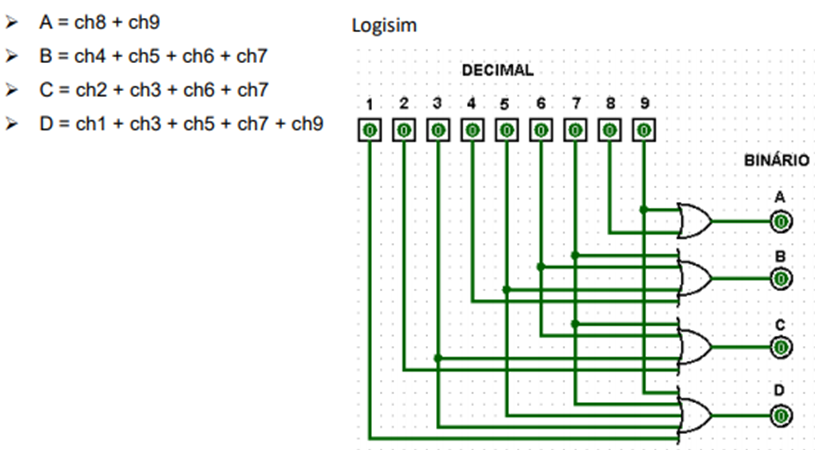 ➢ A = ch8 + ch9
➢ B = ch4 + ch5 + ch6 + ch7
➢ C = ch2 + ch3 + ch6 + ch7
➢ D = ch1 + ch3 + ch5 + ch7 + ch9
Logisim
DECIMAL
1 2 3 4 5 6 7 8 9
0 0 0 0 0 0 0 0 0
BINÁRIO
A
0
B
0
C
0
D
0